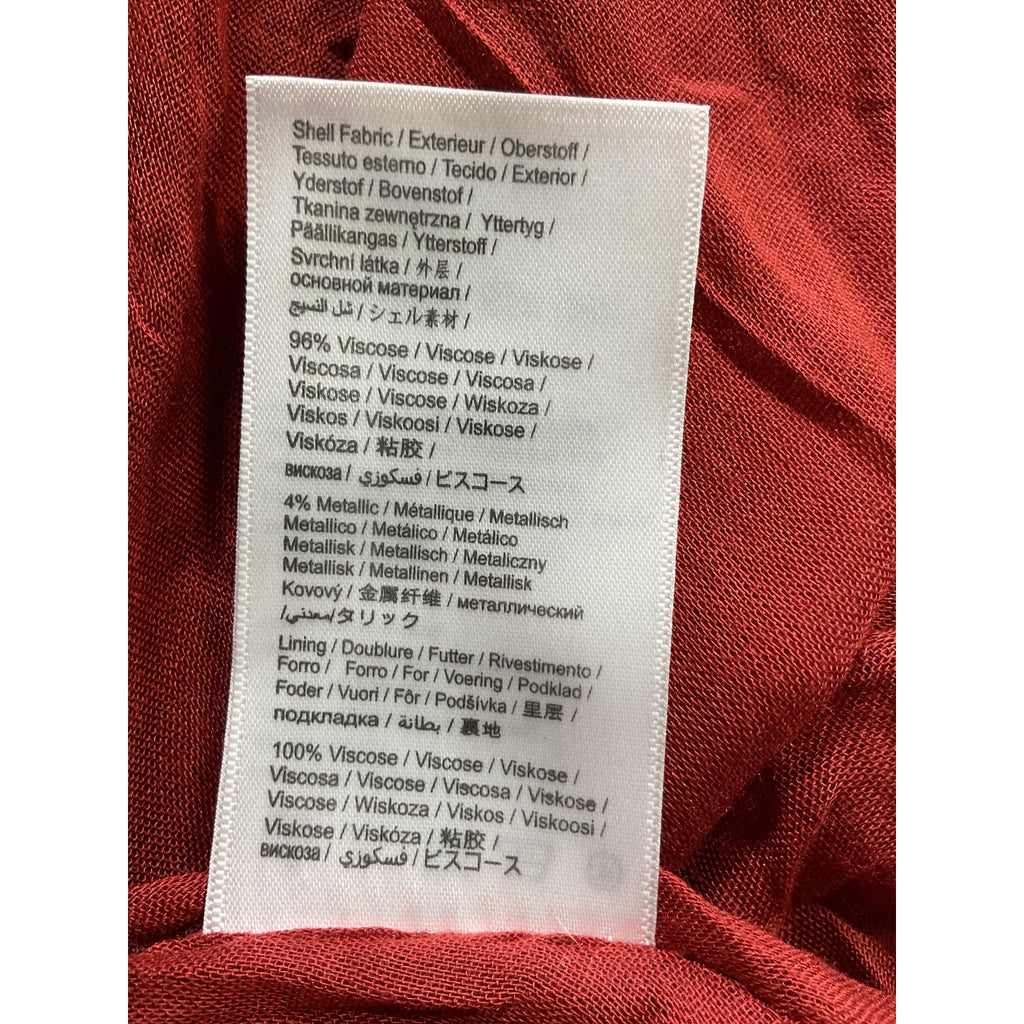 Shell Fabric / Exterieur / Oberstoff /
Tessuto esterno / Tecido / Exterior /
Yderstof / Bovenstof /
Tkanina zewnętrzna / Yttertyg /
Päällikangas / Ytterstoff /
Svrchní látka / 外层 /
основной материал /
شل النسيج / シェル素材 /
96% Viscose / Viscose / Viskose /
Viscosa / Viscose / Viscosa /
Viskose / Viscose / Wiskoza /
Viskos / Viskoosi / Viskose /
Viskóza / 粘胶 /
вискоза / فسكوزي / ビスコース
4% Metallic / Métallique / Metallisch
Metallico / Metálico / Metálico
Metallisk / Metallisch / Metaliczny
Metallisk / Metallinen / Metallisk
Kovový / 金属纤维 / металлический
/معدني/タリック
Lining / Doublure / Futter / Rivestimento /
Forro / Forro / For / Voering / Podklad /
Foder / Vuori / Fôr / Podšívka / 里层 /
подкладка / بطانة / 裏地
100% Viscose / Viscose / Viskose /
Viscosa / Viscose / Viscosa / Viskose /
Viscose / Wiskoza / Viskos / Viskoosi /
Viskose / Viskóza / 粘胶 /
вискоза / فسكوزي / ビスコース